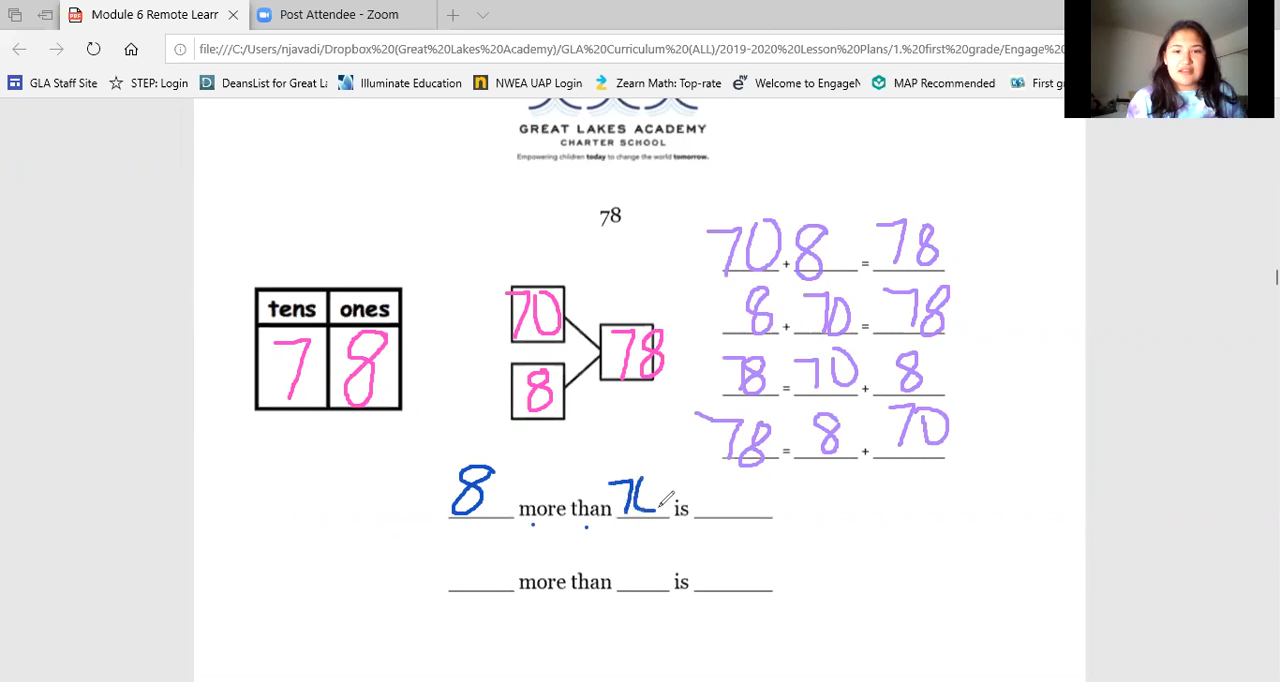 Module 6 Remote Learn
Post Attendee - Zoom
file:///C:/Users/njavadi/Dropbox%20(Great%20Lakes%20Academy)/GLA%20Curriculum%20(ALL)/2019-2020%20Lesson%20Plans/1.%20first%20grade/Engage%20
GLA Staff Site STEP: Login DeansList for Great L Illuminate Education NWEA UAP Login Zearn Math: Top-rate Welcome to Engage MAP Recommended First gr
GREAT LAKES ACADEMY
CHARTER SCHOOL
Empowering children today to change the world tomorrow.
78
tens ones
7 8
70
8
78
70 + 8 = 78
8 + 70 = 78
78 = 70 + 8
78 = 8 + 70
8 more than 7 is
more than is